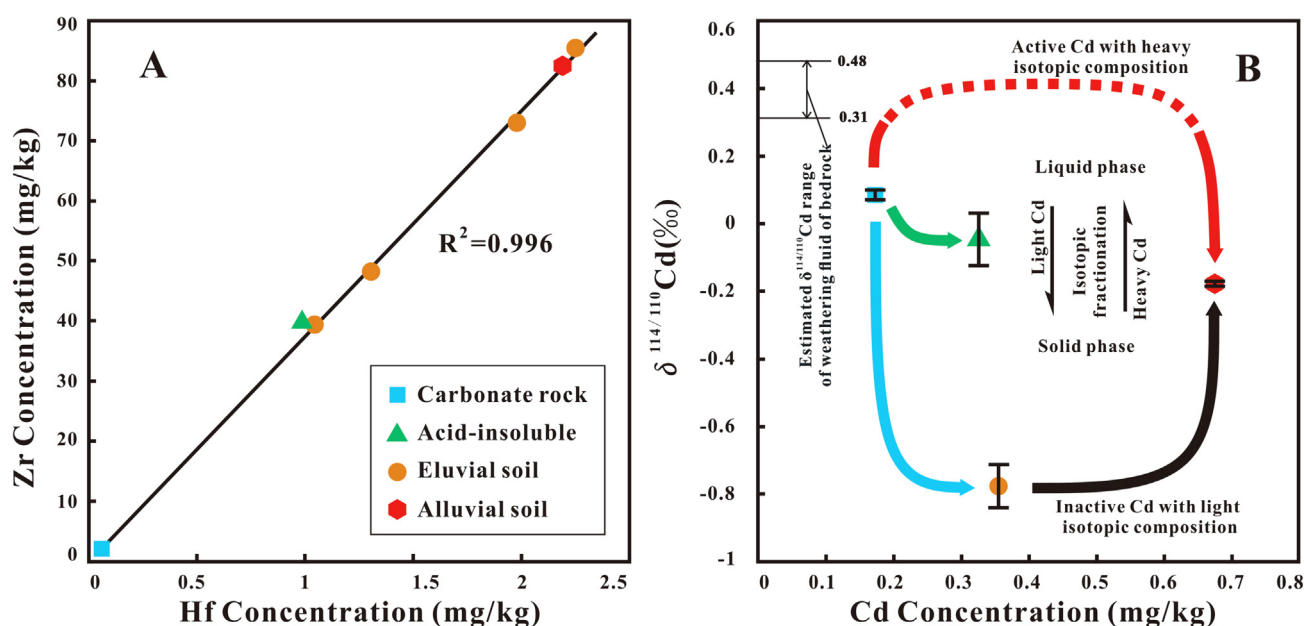 A
Zr Concentration (mg/kg)
90
80
70
60
50
40
30
20
10
0
R²=0.996
Carbonate rock
Acid-insoluble
Eluvial soil
Alluvial soil
0
0.5
1
1.5
2
2.5
Hf Concentration (mg/kg)
B
δ 114/110Cd(‰)
0.6
0.4
0.2
0
-0.2
-0.4
-0.6
-0.8
-1
0.48
0.31
Estimated δ114/110Cd range
of weathering fluid of bedrock
Active Cd with heavy
isotopic composition
Liquid phase
Light Cd
Isotopic
fractionation
Heavy Cd
Solid phase
Inactive Cd with light
isotopic composition
0
0.1
0.2
0.3
0.4
0.5
0.6
0.7
0.8
Cd Concentration (mg/kg)